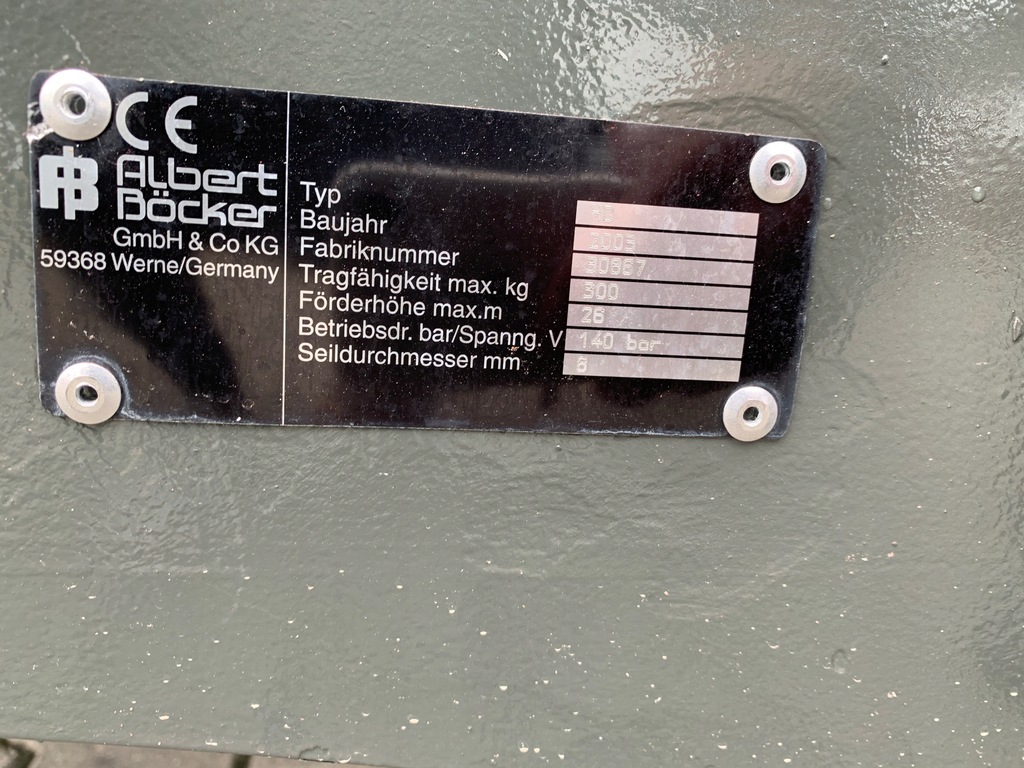 CE
Albert
Böcker
GmbH & Co KG
59368 Werne/Germany
Typ
Baujahr
Fabriknummer
Tragfähigkeit max. kg 300
Förderhöhe max.m 26
Betriebsdr. bar/Spanng. V 140 bar
Seildurchmesser mm 6